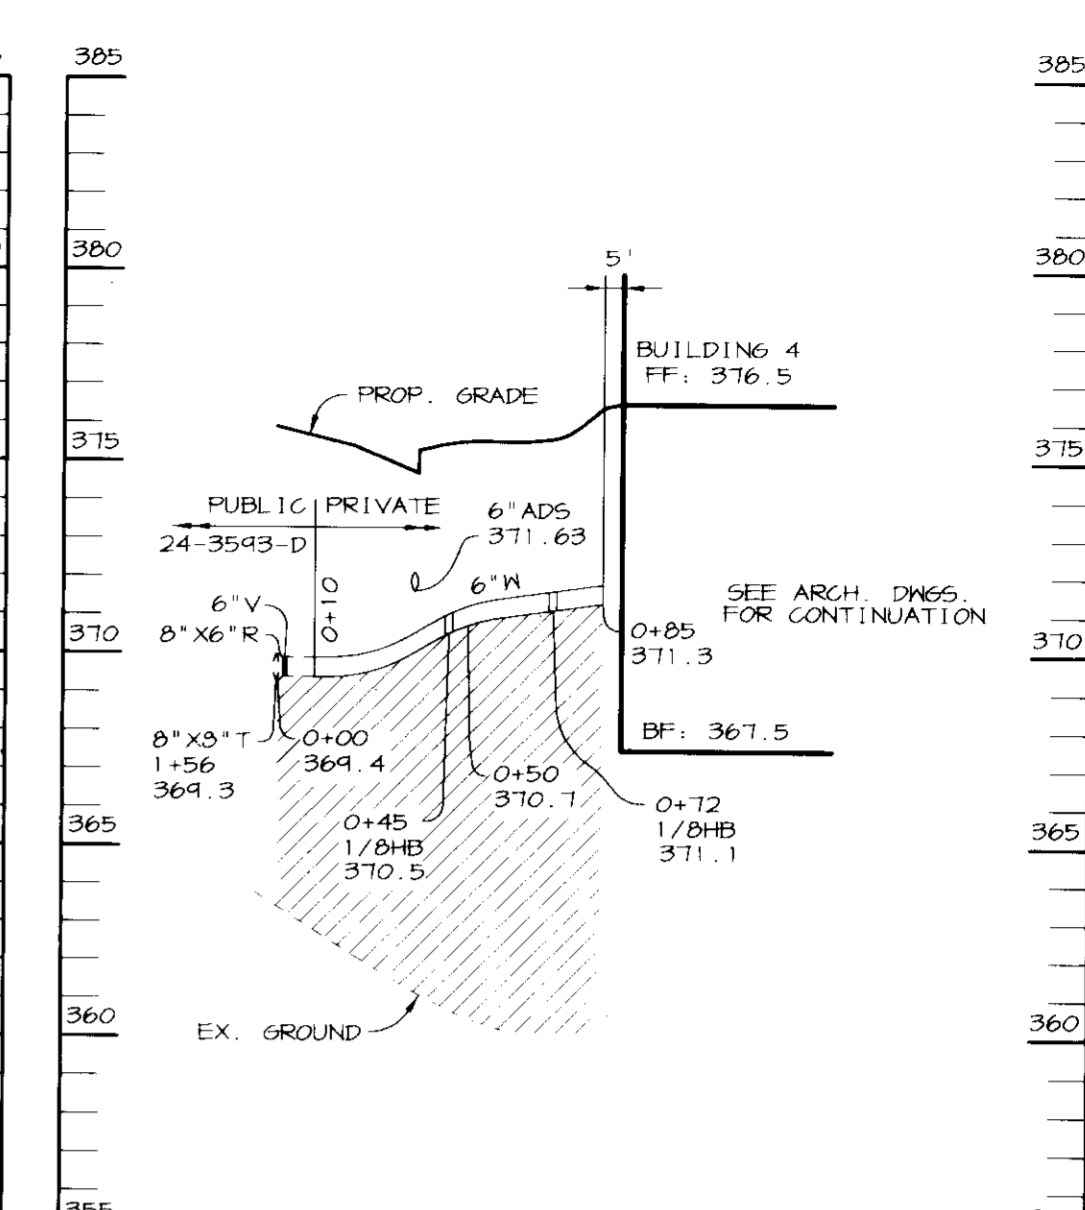 385
380
375
370
365
360
355
5'
BUILDING 4
FF: 376.5
PROP. GRADE
PUBLIC PRIVATE
24-3593-D
6"ADS
371.63
6"V
8"X6"R
0+10
6"W
SEE ARCH. DWGS.
FOR CONTINUATION
0+85
371.3
BF: 367.5
8"X8"T
1+56
369.3
0+00
369.4
0+50
370.7
0+45
1/8HB
370.5
0+72
1/8HB
371.1
EX. GROUND
385
380
375
370
365
360